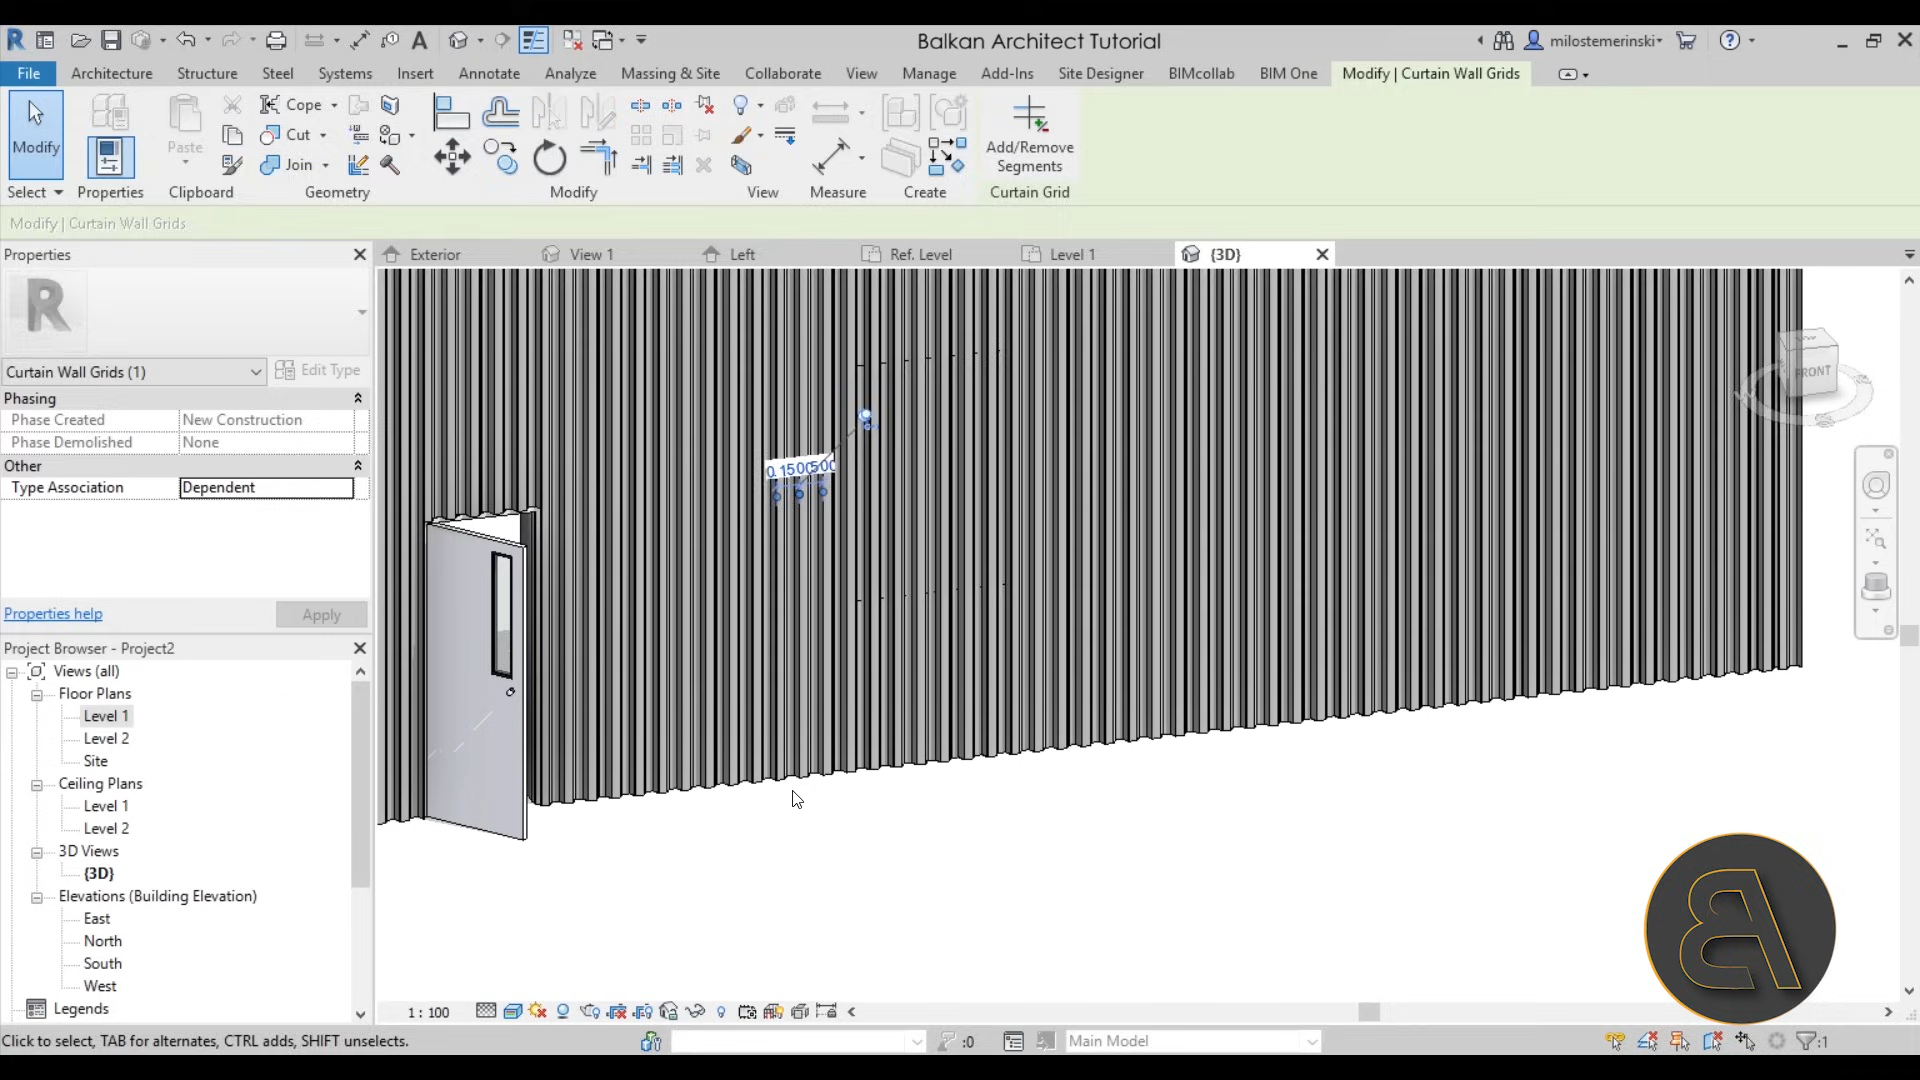 Balkan Architect Tutorial
milostemerinski
File Architecture Structure Steel Systems Insert Annotate Analyze Massing & Site Collaborate View Manage Add-Ins Site Designer BIMcollab BIM One Modify | Curtain Wall Grids
Modify
Paste
Cope
Cut
Join
Add/Remove
Segments
Select Properties Clipboard Geometry Modify View Measure Create Curtain Grid
Modify | Curtain Wall Grids
Properties
Exterior View 1 Left Ref. Level Level 1 {3D}
R
Curtain Wall Grids (1) Edit Type
Phasing
Phase Created New Construction
Phase Demolished None
Other
Type Association Dependent
FRONT
Properties help Apply
Project Browser - Project2
Views (all)
Floor Plans
Level 1
Level 2
Site
Ceiling Plans
Level 1
Level 2
3D Views
{3D}
Elevations (Building Elevation)
East
North
South
West
Legends
1 : 100
Click to select, TAB for alternates, CTRL adds, SHIFT unselects.
:0
Main Model
:1